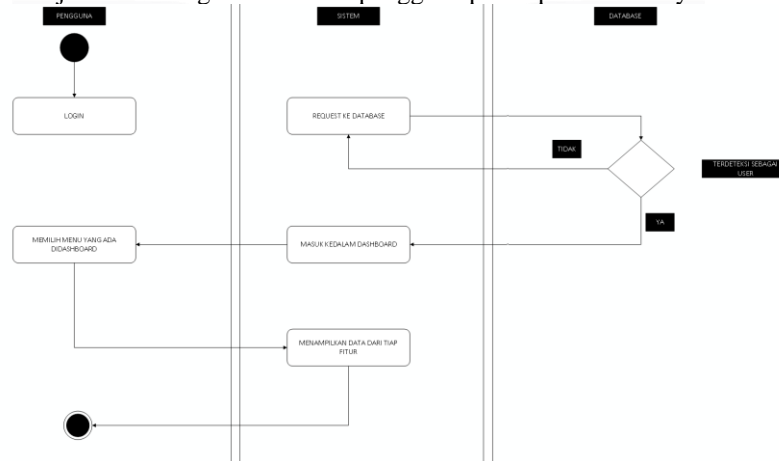 PENGGUNA
SISTEM
DATABASE
LOGIN
REQUEST KE DATABASE
TIDAK
TERDETEKSI SEBAGAI
USER
YA
MEMILIH MENU YANG ADA
DIDASHBOARD
MASUK KEDALAM DASHBOARD
MENAMPILKAN DATA DARI TIAP
FITUR